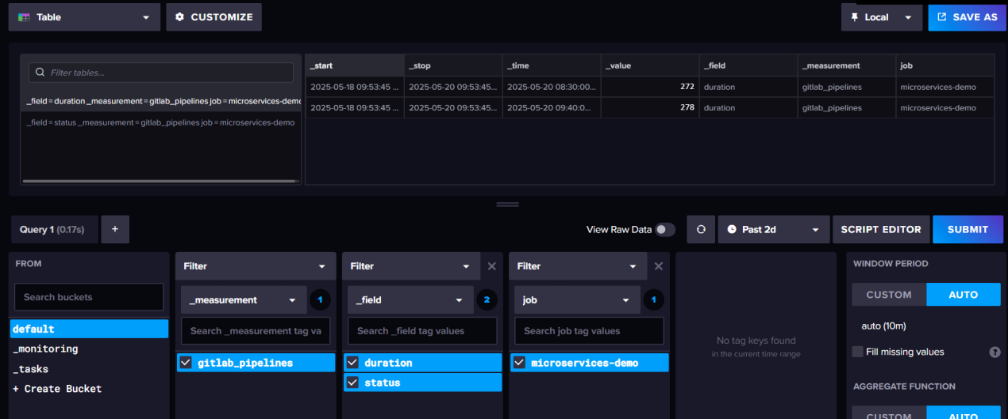 Table
CUSTOMIZE
Local
SAVE AS
Filter tables...
_field = duration _measurement = gitlab_pipelines job = microservices-demo
_field = status _measurement = gitlab_pipelines job = microservices-demo
_start _stop _time _value _field _measurement job
2025-05-18 09:53:45 ... 2025-05-20 09:53:45... 2025-05-20 08:30:00... 272 duration gitlab_pipelines microservices-demo
2025-05-18 09:53:45 ... 2025-05-20 09:53:45... 2025-05-20 09:40:0... 278 duration gitlab_pipelines microservices-demo
Query 1 (0.17s)
+
View Raw Data
Past 2d
SCRIPT EDITOR
SUBMIT
FROM
Search buckets
default
_monitoring
_tasks
+ Create Bucket
Filter
_measurement 1
Search _measurement tag va
gitlab_pipelines
Filter
_field 2
Search _field tag values
duration
status
Filter
job 1
Search job tag values
microservices-demo
No tag keys found
in the current time range
WINDOW PERIOD
CUSTOM AUTO
auto (10m)
Fill missing values ?
AGGREGATE FUNCTION
CUSTOM AUTO